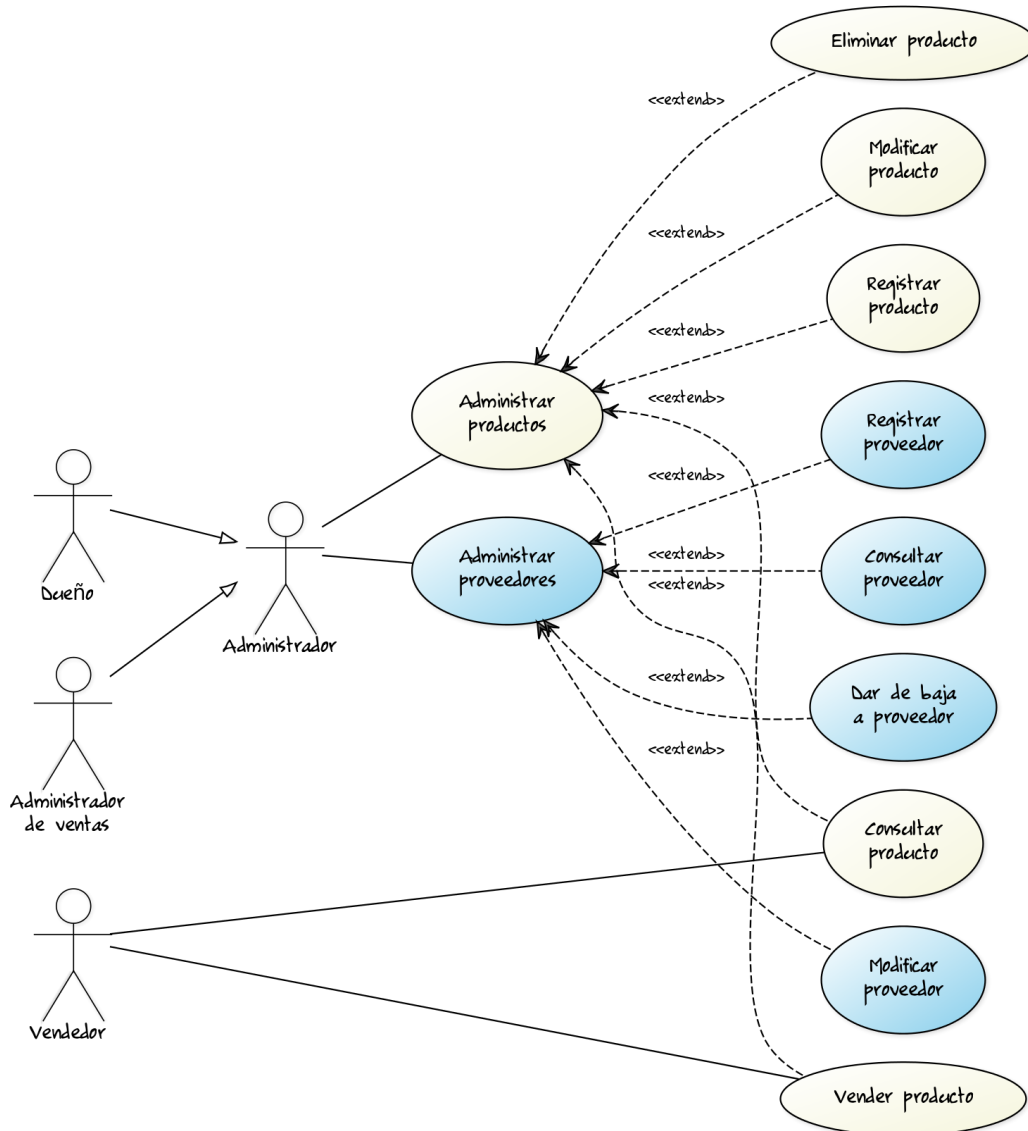 Eliminar producto
<<extend>>
Modificar
producto
<<extend>>
Registrar
producto
<<extend>>
<<extend>>
Administrar
productos
Registrar
proveedor
<<extend>>
Dueño
Administrador
Administrar
proveedores
<<extend>>
<<extend>>
Consultar
proveedor
<<extend>>
Dar de baja
a proveedor
<<extend>>
Administrador
de ventas
Consultar
producto
Modificar
proveedor
Vendedor
Vender producto